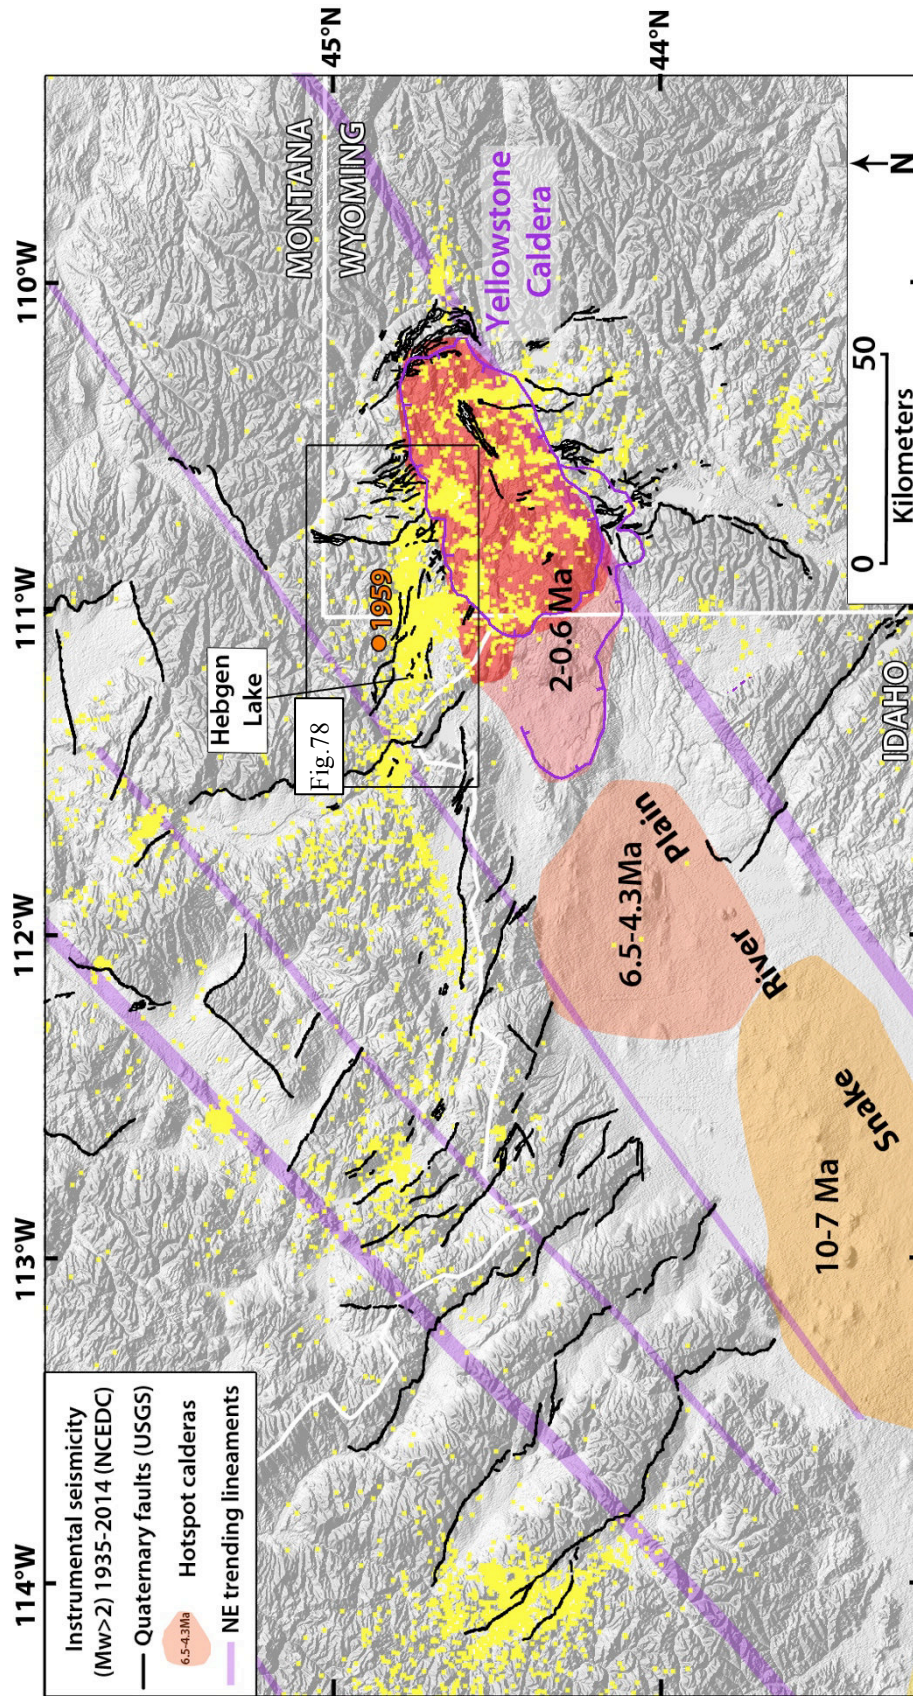 114°W
113°W
112°W
111°W
110°W
45°N
44°N
Instrumental seismicity
(Mw>2) 1935-2014 (NCEDC)
Quaternary faults (USGS)
6.5-4.3Ma
Hotspot calderas
NE trending lineaments
MONTANA
WYOMING
Hebgen
Lake
1959
Fig.78
Yellowstone
Caldera
2-0.6 Ma
6.5-4.3Ma
10-7 Ma
Snake
River
Plain
IDAHO
0
50
Kilometers
N